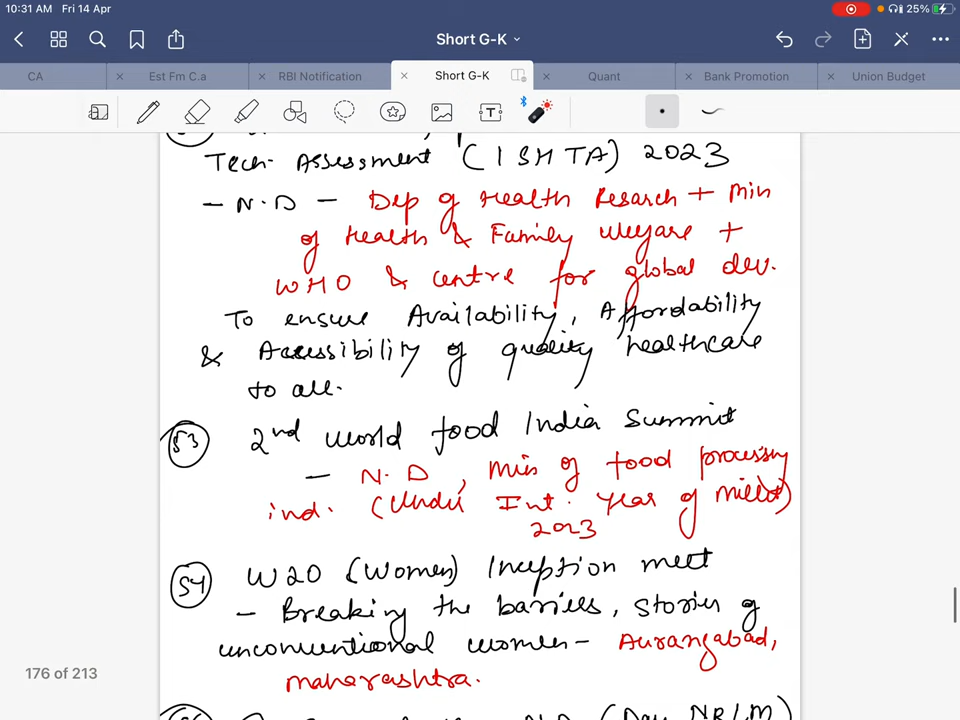 10:31 AM Fri 14 Apr
25%
Short G-K
CA
Est Fm C.a
RBI Notification
Short G-K
Quant
Bank Promotion
Union Budget
Tech. Assessment (ISHTA) 2023
- N.D - Dep of Health Resarch + Min
of Health & Family Welfare +
WHO & centre for global dev.
To ensure Availability, Affordability
& Accessibility of quality healthcare
to all.
53 2nd world food India Summit
- N.D, Min of food processing
ind. (Under Int. Year of millet)
2023
54 W20 (Women) Inception meet
- Breaking the barriers, stories of
unconventional women - Aurangabad,
maharashtra.
176 of 213
N.D (Day NRLM)